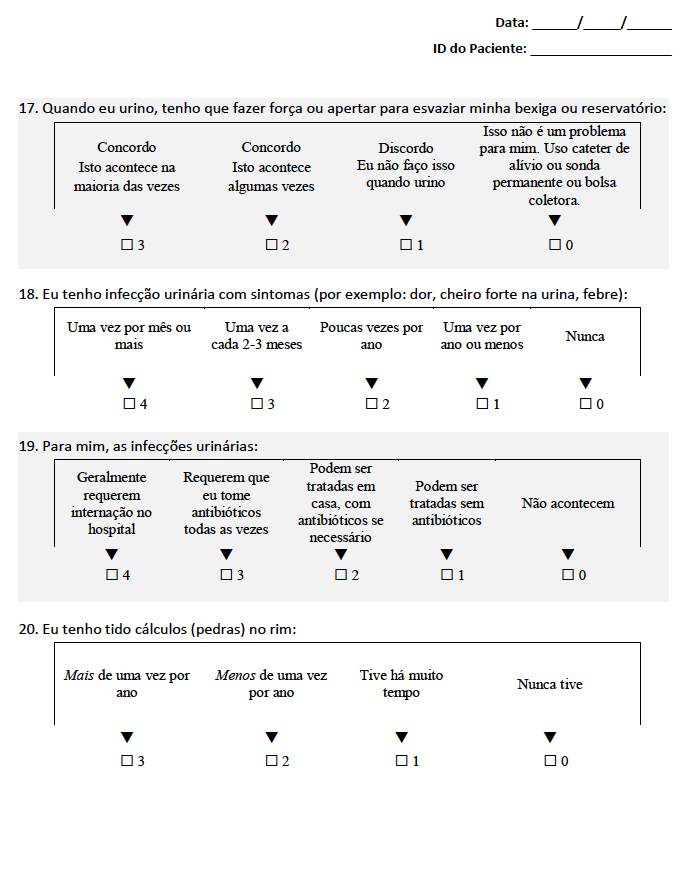 Data: ______/_____/______
ID do Paciente: ___________________
17. Quando eu urino, tenho que fazer força ou apertar para esvaziar minha bexiga ou reservatório:
Concordo
Isto acontece na
maioria das vezes
Concordo
Isto acontece
algumas vezes
Discordo
Eu não faço isso
quando urino
Isso não é um problema
para mim. Uso cateter de
alívio ou sonda
permanente ou bolsa
coletora.
▼ ▼ ▼ ▼
☐ 3 ☐ 2 ☐ 1 ☐ 0
18. Eu tenho infecção urinária com sintomas (por exemplo: dor, cheiro forte na urina, febre):
Uma vez por mês ou
mais
Uma vez a
cada 2-3 meses
Poucas vezes por
ano
Uma vez por
ano ou menos
Nunca
▼ ▼ ▼ ▼ ▼
☐ 4 ☐ 3 ☐ 2 ☐ 1 ☐ 0
19. Para mim, as infecções urinárias:
Geralmente
requerem
internação no
hospital
Requerem que
eu tome
antibióticos
todas as vezes
Podem ser
tratadas em
casa, com
antibióticos se
necessário
Podem ser
tratadas sem
antibióticos
Não acontecem
▼ ▼ ▼ ▼ ▼
☐ 4 ☐ 3 ☐ 2 ☐ 1 ☐ 0
20. Eu tenho tido cálculos (pedras) no rim:
Mais de uma vez por
ano
Menos de uma vez
por ano
Tive há muito
tempo
Nunca tive
▼ ▼ ▼ ▼
☐ 3 ☐ 2 ☐ 1 ☐ 0